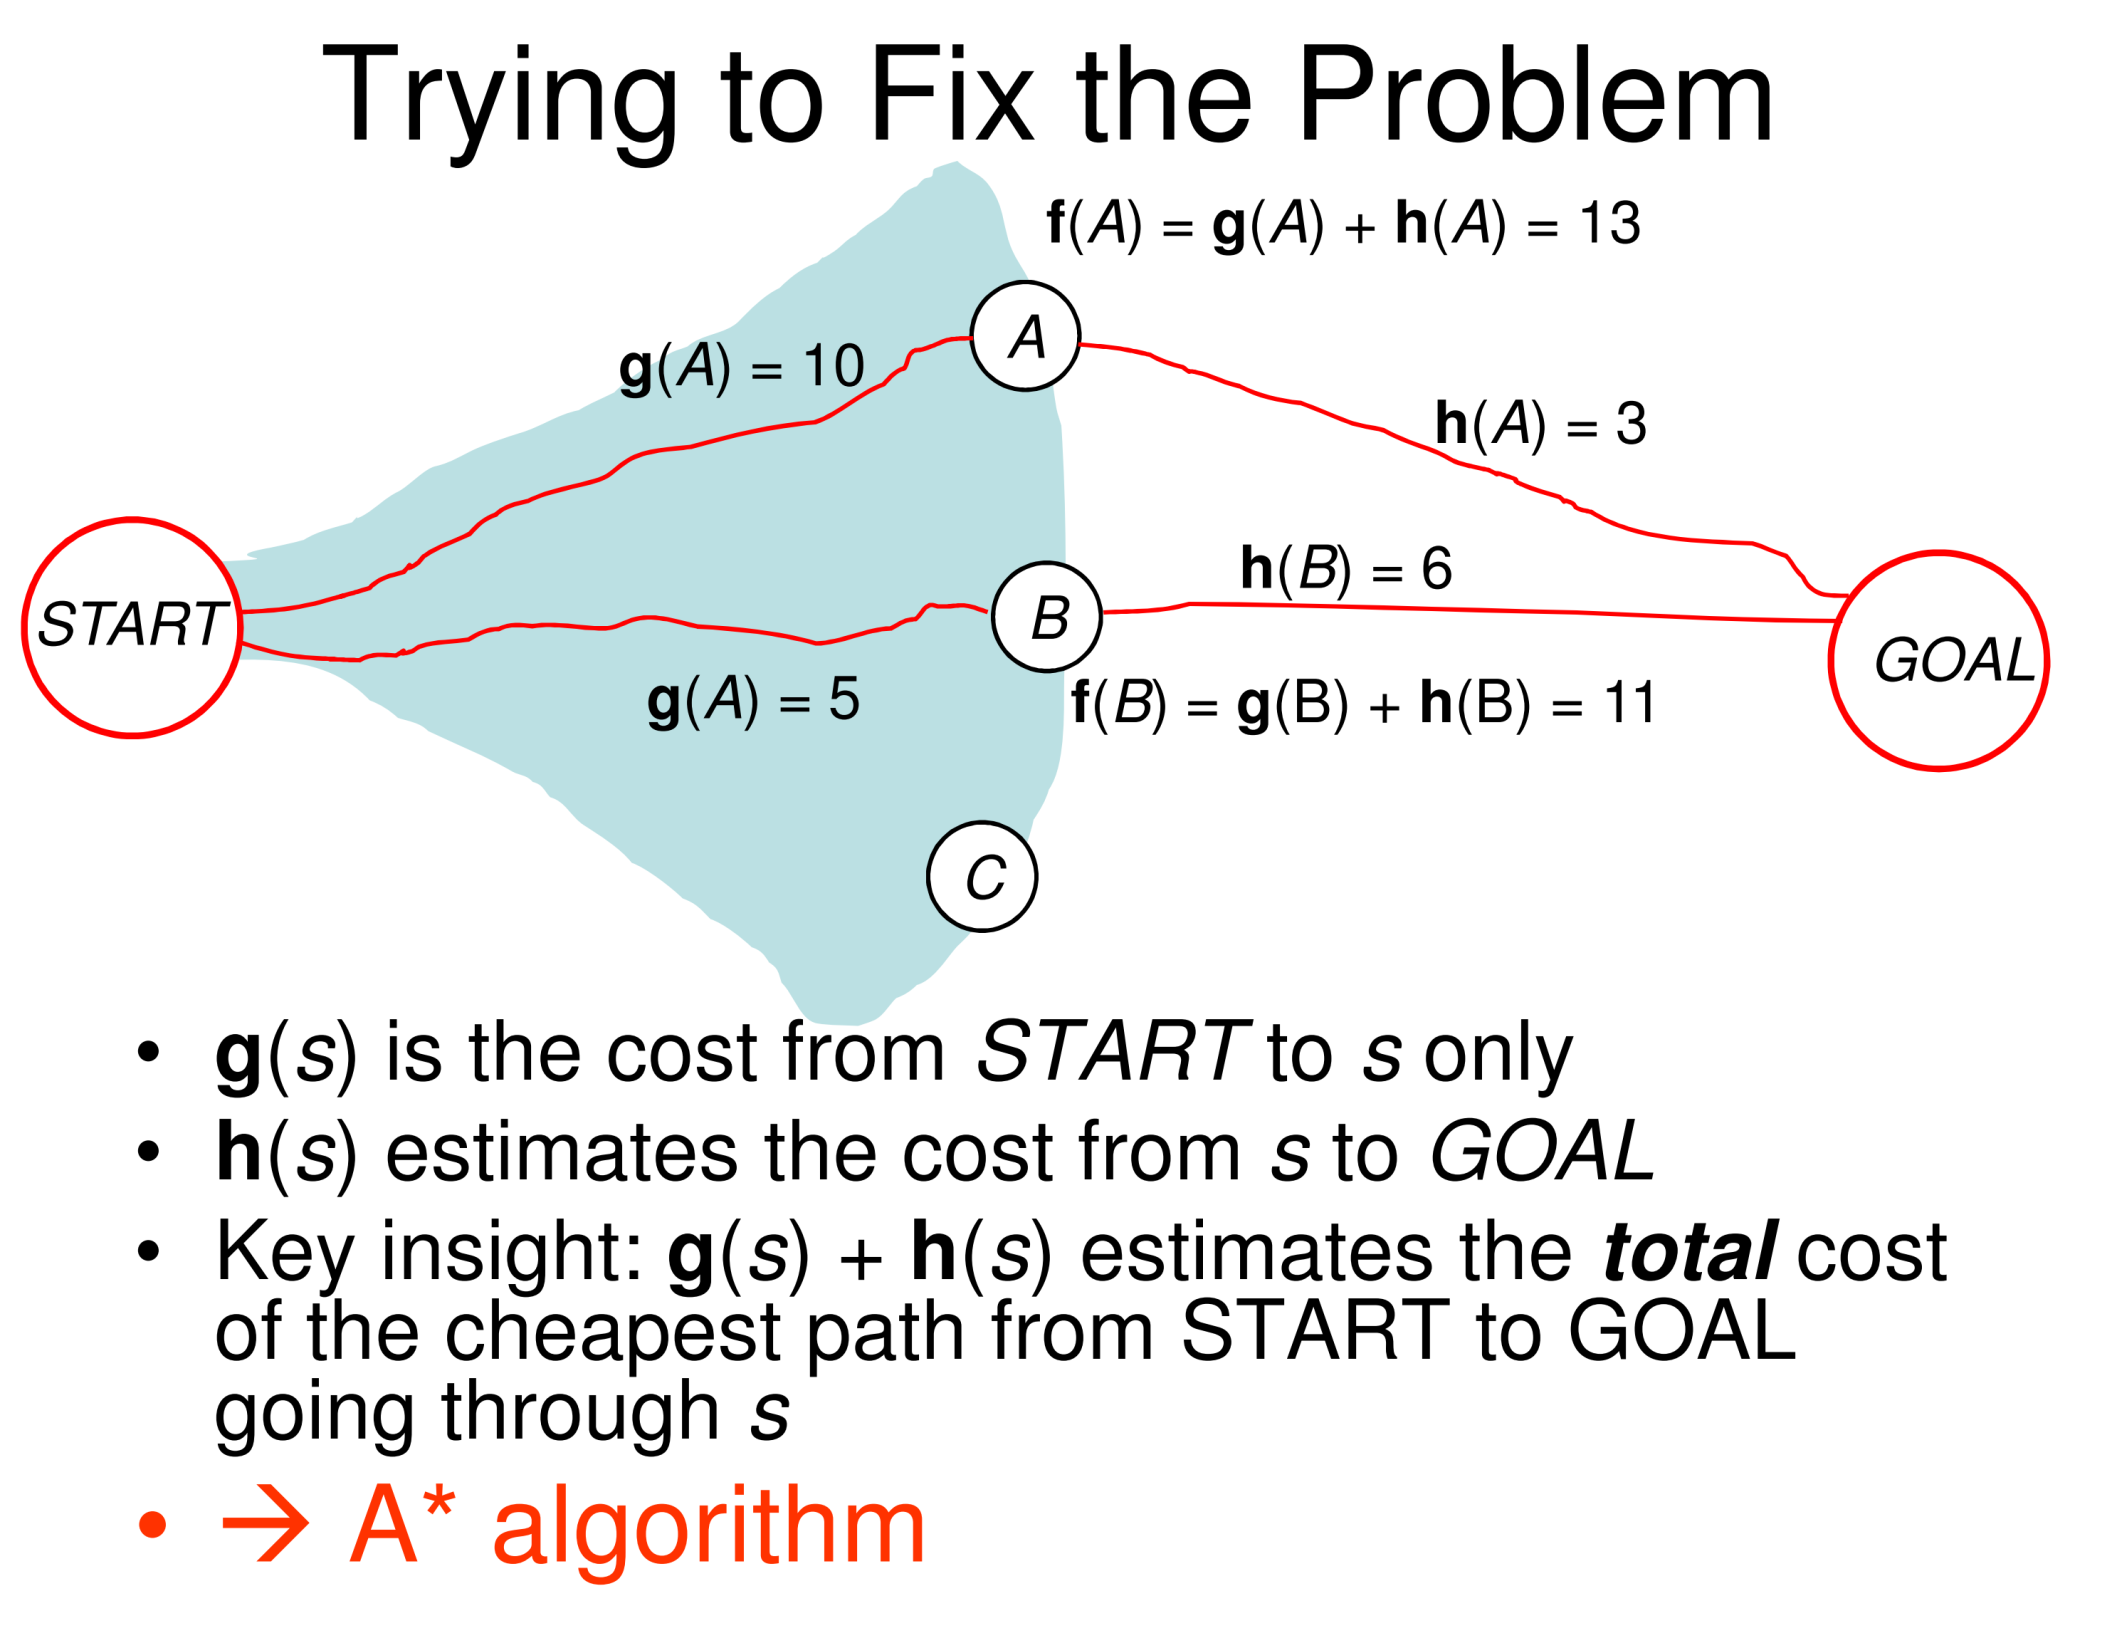 Trying to Fix the Problem
f(A) = g(A) + h(A) = 13
A
g(A) = 10
h(A) = 3
START
B
h(B) = 6
GOAL
g(A) = 5
f(B) = g(B) + h(B) = 11
C
• g(s) is the cost from START to s only
• h(s) estimates the cost from s to GOAL
• Key insight: g(s) + h(s) estimates the total cost
of the cheapest path from START to GOAL
going through s
• → A* algorithm